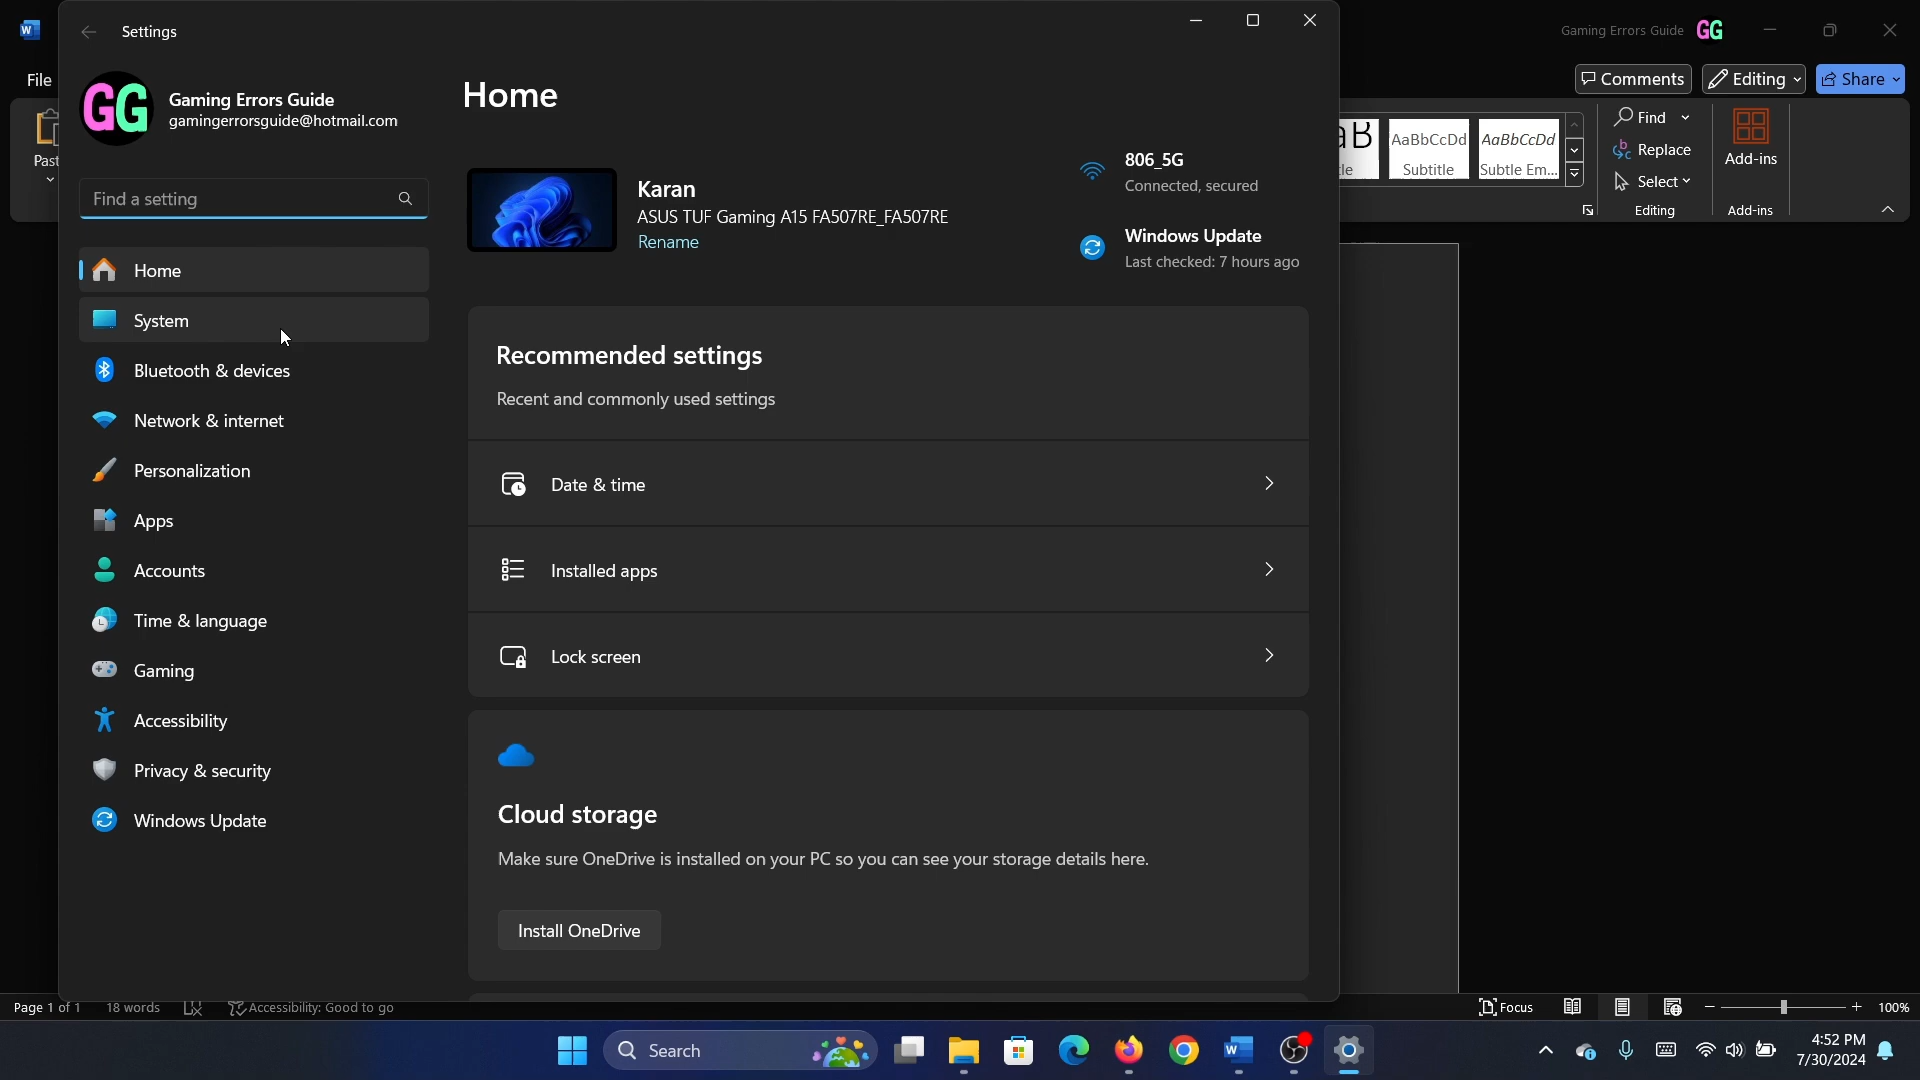 Settings
Gaming Errors Guide
gamingerrorsguide@hotmail.com
Find a setting
Home
System
Bluetooth & devices
Network & internet
Personalization
Apps
Accounts
Time & language
Gaming
Accessibility
Privacy & security
Windows Update
Home
Karan
ASUS TUF Gaming A15 FA507RE_FA507RE
Rename
806_5G
Connected, secured
Windows Update
Last checked: 7 hours ago
Recommended settings
Recent and commonly used settings
Date & time
Installed apps
Lock screen
Cloud storage
Make sure OneDrive is installed on your PC so you can see your storage details here.
Install OneDrive
W
File
Past
GG
Gaming Errors Guide GG
Comments
Editing
Share
aB
AaBbCcDd
AaBbCcDd
tle
Subtitle
Subtle Em...
Find
Replace
Select
Editing
Add-ins
Add-ins
Page 1 of 1
18 words
Accessibility: Good to go
Focus
100%
Search
W
4:52 PM
7/30/2024